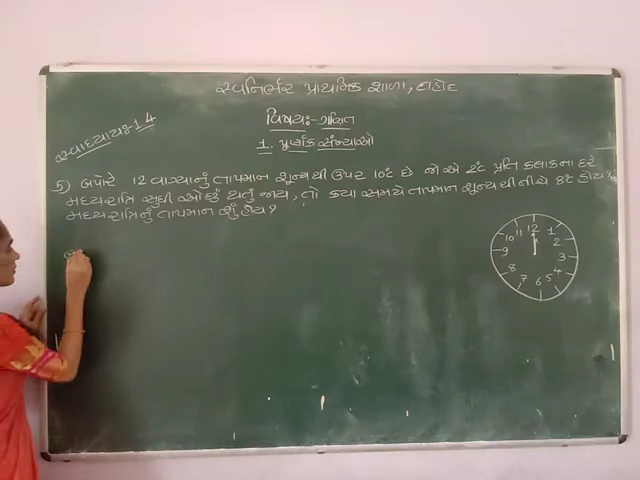 સ્વનિર્ભર પ્રાથમિક શાળા, દાહોદ
વિષય:- ગણિત
સ્વાધ્યાય:-1.4
1. પૂર્ણાંક સંખ્યાઓ
5) બપોરે 12 વાગ્યાનું તાપમાન શૂન્યથી ઉપર 10°c છે જો એ 2°c પ્રતિ કલાકના દરે
મધ્યરાત્રિ સુધી ઓછું થતું જાય, તો કયા સમયે તાપમાન શૂન્યથી નીચે 8°c હોય?
મધ્યરાત્રિનું તાપમાન શું હોય?
12
11
1
10
2
9
3
8
4
7
5
6